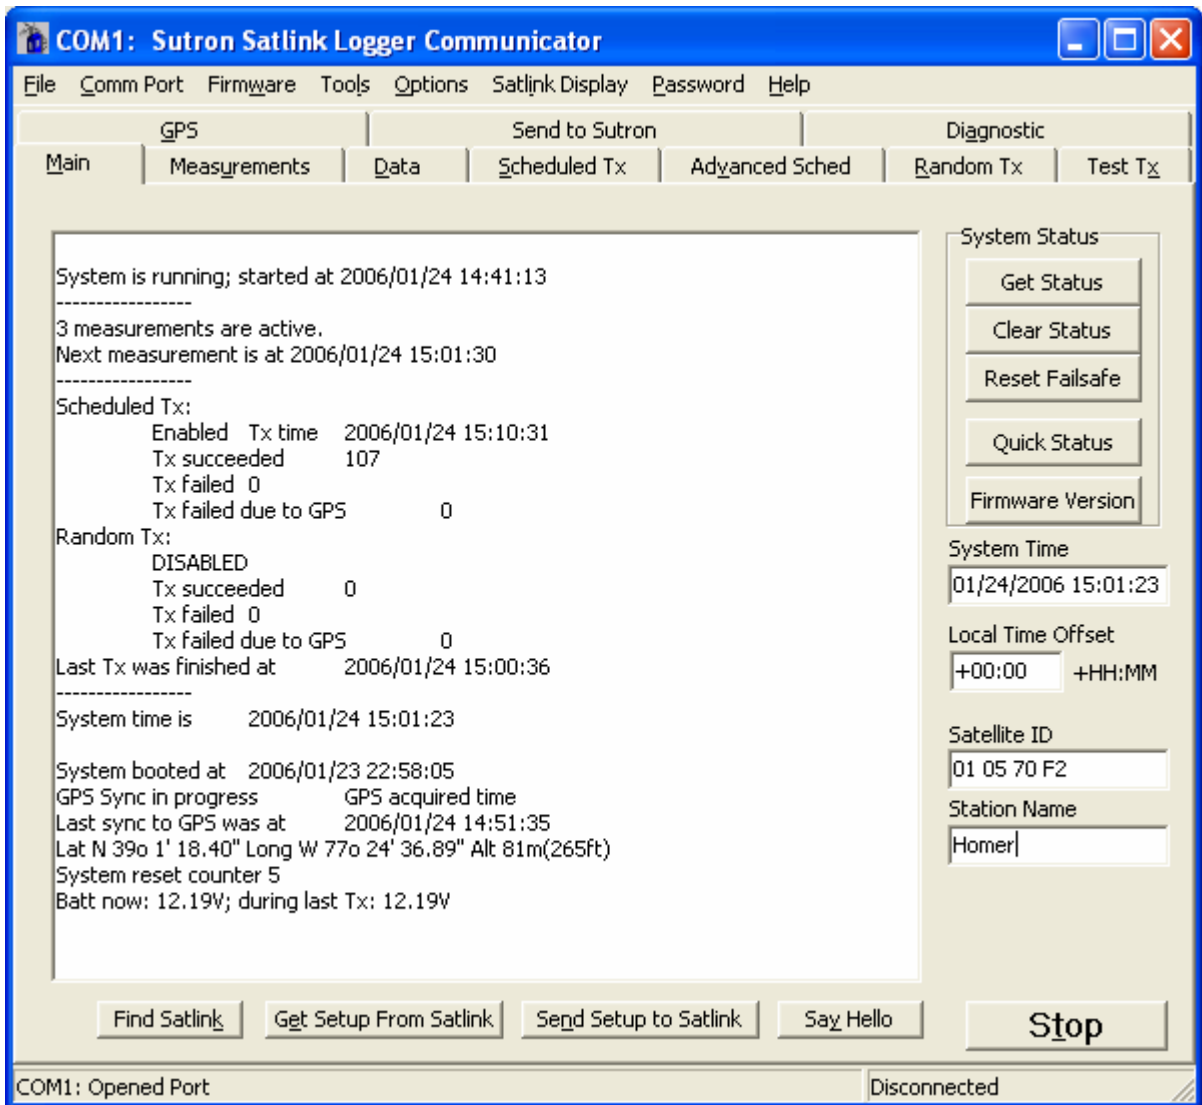 COM1: Sutron Satlink Logger Communicator
File Comm Port Firmware Tools Options Satlink Display Password Help
GPS Send to Sutron Diagnostic
Main Measurements Data Scheduled Tx Advanced Sched Random Tx Test Tx
System is running; started at 2006/01/24 14:41:13
-----------------
3 measurements are active.
Next measurement is at 2006/01/24 15:01:30
-----------------
Scheduled Tx:
Enabled Tx time 2006/01/24 15:10:31
Tx succeeded 107
Tx failed 0
Tx failed due to GPS 0
Random Tx:
DISABLED
Tx succeeded 0
Tx failed 0
Tx failed due to GPS 0
Last Tx was finished at 2006/01/24 15:00:36
-----------------
System time is 2006/01/24 15:01:23
System booted at 2006/01/23 22:58:05
GPS Sync in progress GPS acquired time
Last sync to GPS was at 2006/01/24 14:51:35
Lat N 39o 1' 18.40" Long W 77o 24' 36.89" Alt 81m(265ft)
System reset counter 5
Batt now: 12.19V; during last Tx: 12.19V
System Status
Get Status
Clear Status
Reset Failsafe
Quick Status
Firmware Version
System Time
01/24/2006 15:01:23
Local Time Offset
+00:00 +HH:MM
Satellite ID
01 05 70 F2
Station Name
Homer
Find Satlink Get Setup From Satlink Send Setup to Satlink Say Hello Stop
COM1: Opened Port Disconnected